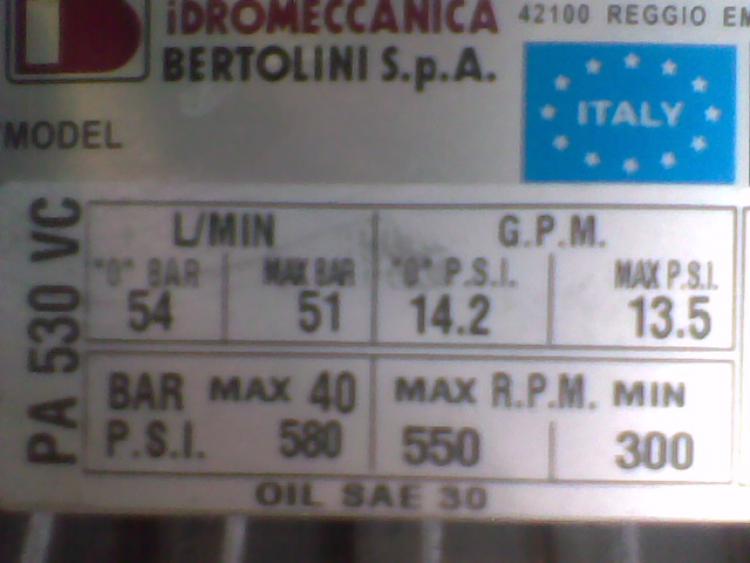 iDROMECCANICA
BERTOLINI S.p.A.
42100 REGGIO EM
ITALY
MODEL
PA 530 VC
L/MIN G.P.M.
"0" BAR MAX BAR "0" P.S.I. MAX P.S.I.
54 51 14.2 13.5
BAR MAX 40 MAX R.P.M. MIN
P.S.I. 580 550 300
OIL SAE 30